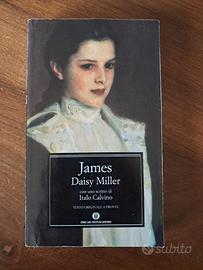 James
Daisy Miller
con uno scritto di
Italo Calvino
TESTO ORIGINALE A FRONTE
OSCAR MONDADORI
subito